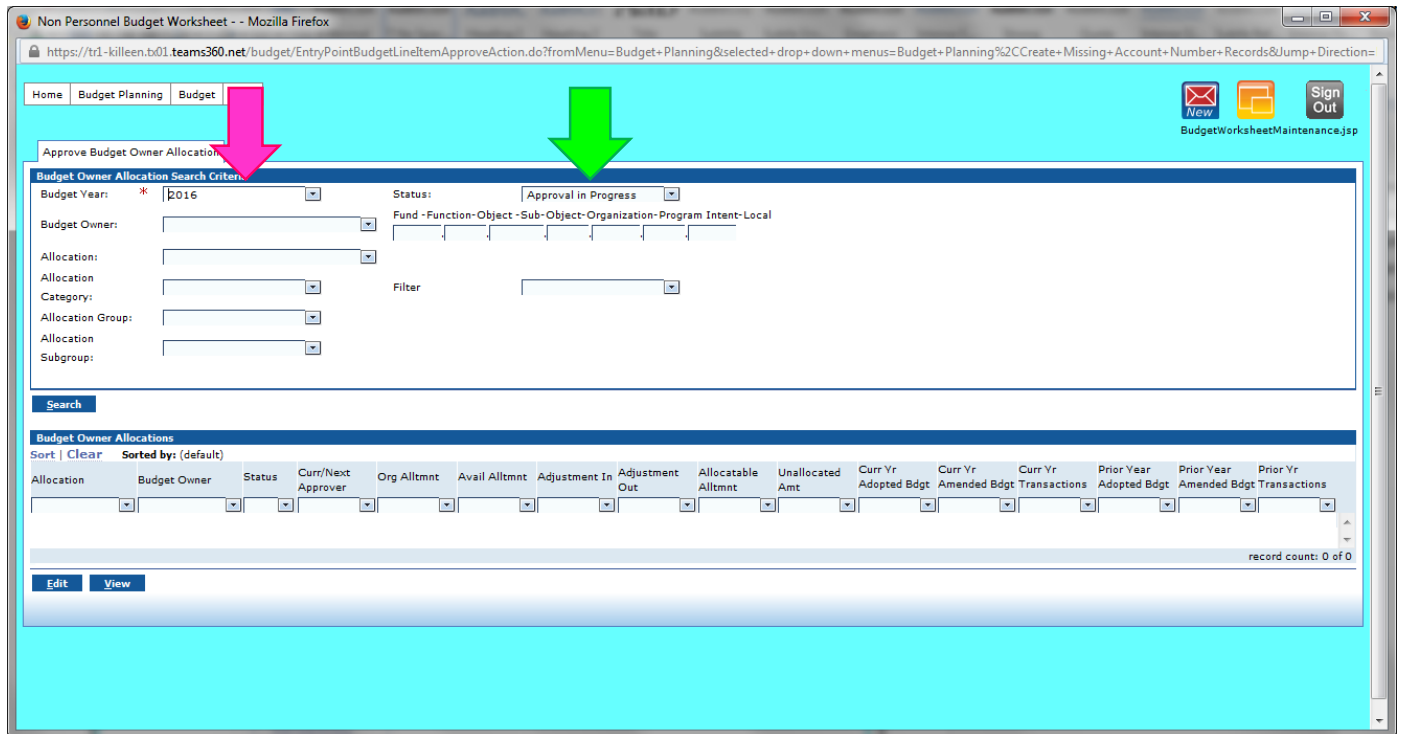 Non Personnel Budget Worksheet - - Mozilla Firefox
https://tr1-killeen.tx01.teams360.net/budget/EntryPointBudgetLineItemApproveAction.do?fromMenu=Budget+Planning&selected+drop+down+menus=Budget+Planning%2CCreate+Missing+Account+Number+Records&Jump+Direction=
Home Budget Planning Budget
New
Sign Out
BudgetWorksheetMaintenance.jsp
Approve Budget Owner Allocation
Budget Owner Allocation Search
Budget Year: * 2016 Status: Approval in Progress
Budget Owner: Fund -Function-Object -Sub-Object-Organization-Program Intent-Local
Allocation:
Allocation Category: Filter
Allocation Group:
Allocation Subgroup:
Search
Budget Owner Allocations
Sort | Clear Sorted by: (default)
Allocation Budget Owner Status Curr/Next Approver Org Alltmnt Avail Alltmnt Adjustment In Adjustment Out Allocatable Alltmnt Unallocated Amt Curr Yr Adopted Bdgt Curr Yr Amended Bdgt Curr Yr Transactions Prior Year Adopted Bdgt Prior Year Amended Bdgt Prior Yr Transactions
record count: 0 of 0
Edit View